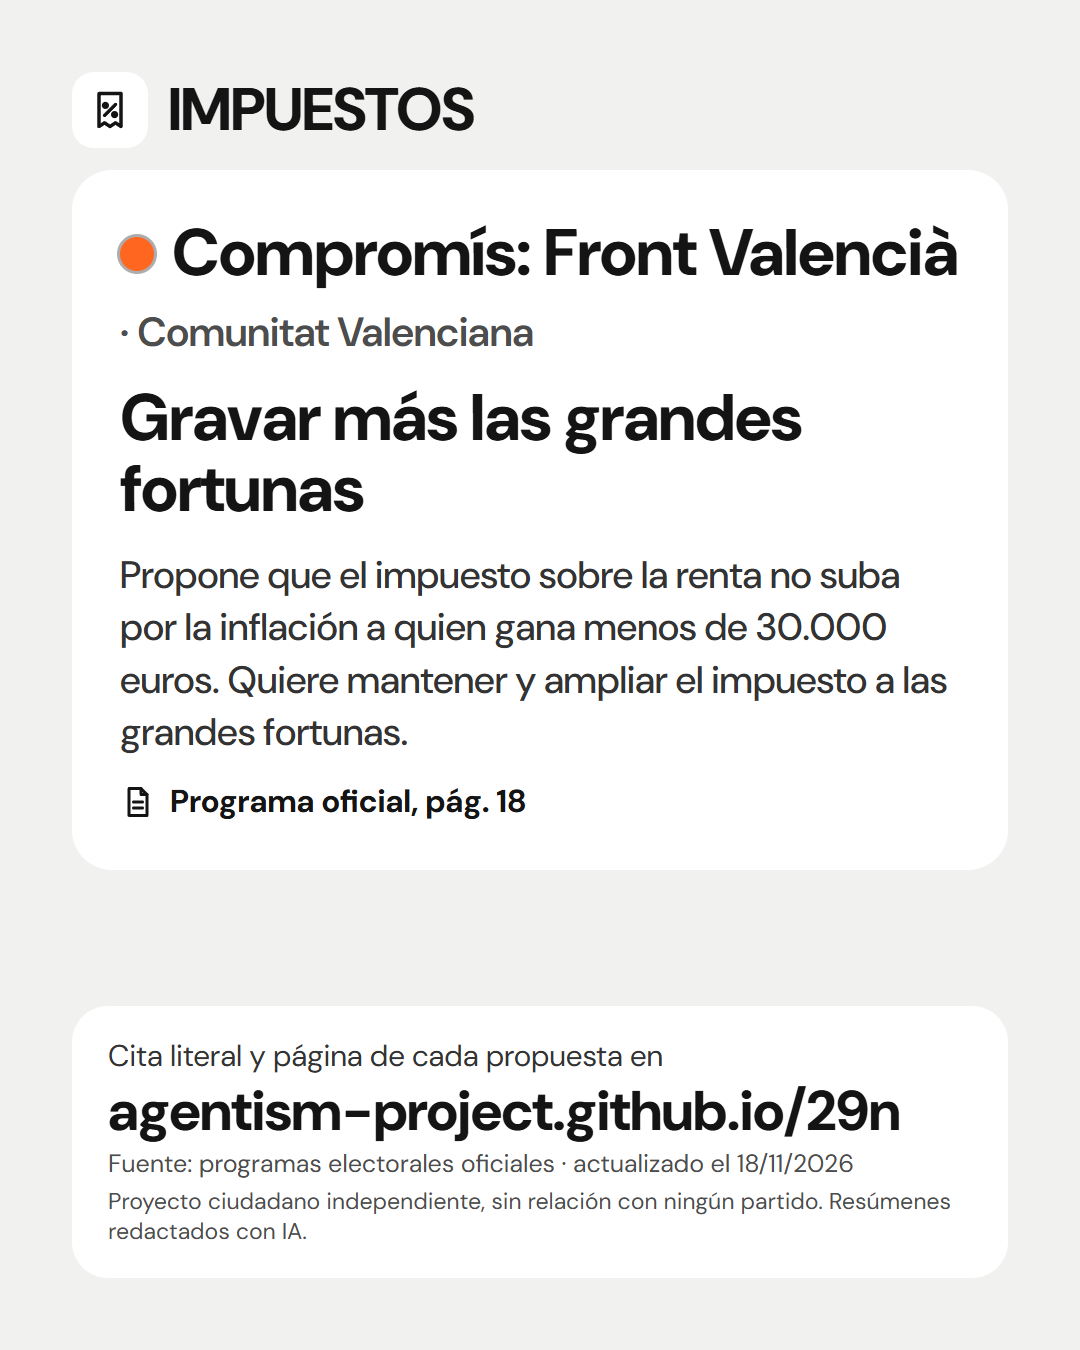 IMPUESTOS
Compromís: Front Valencià
· Comunitat Valenciana
Gravar más las grandes
fortunas
Propone que el impuesto sobre la renta no suba
por la inflación a quien gana menos de 30.000
euros. Quiere mantener y ampliar el impuesto a las
grandes fortunas.
Programa oficial, pág. 18
Cita literal y página de cada propuesta en
agentism-project.github.io/29n
Fuente: programas electorales oficiales · actualizado el 18/11/2026
Proyecto ciudadano independiente, sin relación con ningún partido. Resúmenes
redactados con IA.